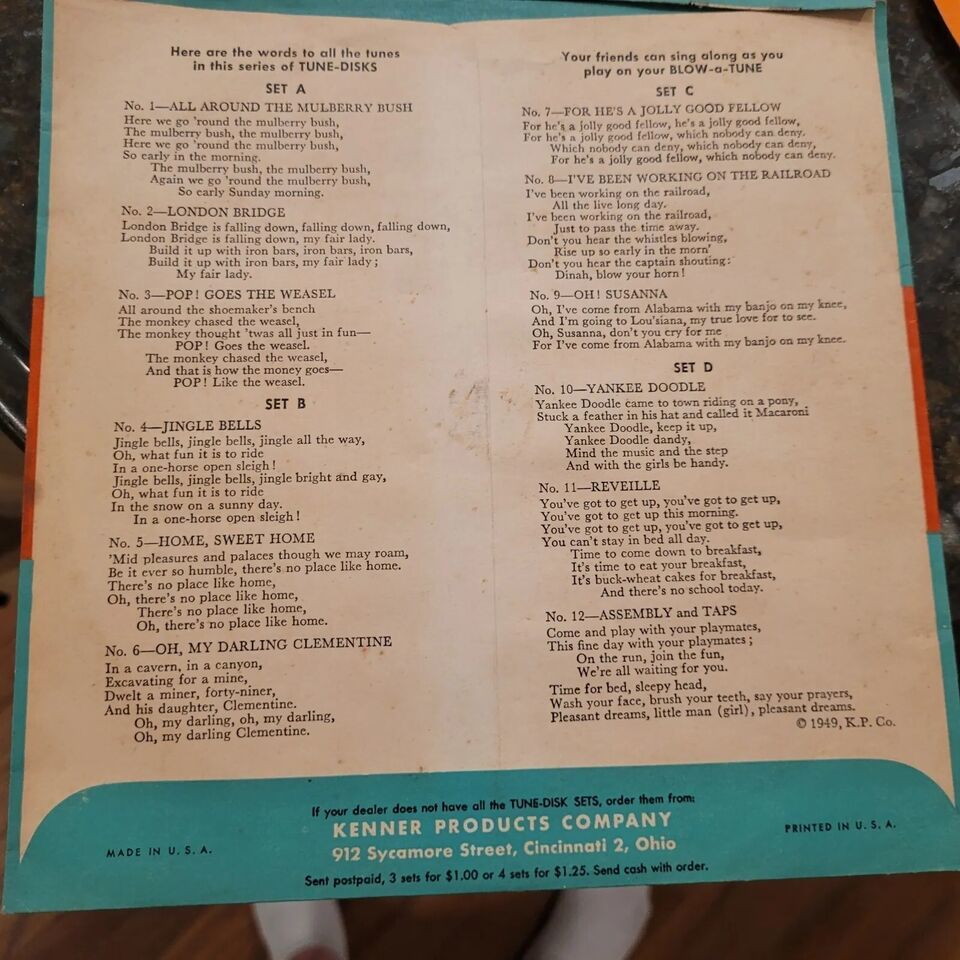 Here are the words to all the tunes
in this series of TUNE-DISKS
SET A
No. 1—ALL AROUND THE MULBERRY BUSH
Here we go 'round the mulberry bush,
The mulberry bush, the mulberry bush,
Here we go 'round the mulberry bush,
So early in the morning.
The mulberry bush, the mulberry bush,
Again we go 'round the mulberry bush,
So early Sunday morning.
No. 2—LONDON BRIDGE
London Bridge is falling down, falling down, falling down,
London Bridge is falling down, my fair lady.
Build it up with iron bars, iron bars, iron bars,
Build it up with iron bars, my fair lady;
My fair lady.
No. 3—POP! GOES THE WEASEL
All around the shoemaker's bench
The monkey chased the weasel,
The monkey thought 'twas all just in fun—
POP! Goes the weasel.
The monkey chased the weasel,
And that is how the money goes—
POP! Like the weasel.
SET B
No. 4—JINGLE BELLS
Jingle bells, jingle bells, jingle all the way,
Oh, what fun it is to ride
In a one-horse open sleigh!
Jingle bells, jingle bells, jingle bright and gay,
Oh, what fun it is to ride
In the snow on a sunny day.
In a one-horse open sleigh!
No. 5—HOME, SWEET HOME
'Mid pleasures and palaces though we may roam,
Be it ever so humble, there's no place like home.
There's no place like home,
Oh, there's no place like home,
There's no place like home,
Oh, there's no place like home.
No. 6—OH, MY DARLING CLEMENTINE
In a cavern, in a canyon,
Excavating for a mine,
Dwelt a miner, forty-niner,
And his daughter, Clementine.
Oh, my darling, oh, my darling,
Oh, my darling Clementine.
Your friends can sing along as you
play on your BLOW-a-TUNE
SET C
No. 7—FOR HE'S A JOLLY GOOD FELLOW
For he's a jolly good fellow, he's a jolly good fellow,
For he's a jolly good fellow, which nobody can deny.
Which nobody can deny, which nobody can deny,
For he's a jolly good fellow, which nobody can deny.
No. 8—I'VE BEEN WORKING ON THE RAILROAD
I've been working on the railroad,
All the live long day.
I've been working on the railroad,
Just to pass the time away.
Don't you hear the whistles blowing,
Rise up so early in the morn'
Don't you hear the captain shouting:
Dinah, blow your horn!
No. 9—OH! SUSANNA
Oh, I've come from Alabama with my banjo on my knee,
And I'm going to Lou'siana, my true love for to see.
Oh, Susanna, don't you cry for me
For I've come from Alabama with my banjo on my knee.
SET D
No. 10—YANKEE DOODLE
Yankee Doodle came to town riding on a pony,
Stuck a feather in his hat and called it Macaroni
Yankee Doodle, keep it up,
Yankee Doodle dandy,
Mind the music and the step
And with the girls be handy.
No. 11—REVEILLE
You've got to get up, you've got to get up,
You've got to get up this morning.
You've got to get up, you've got to get up,
You can't stay in bed all day.
Time to come down to breakfast,
It's time to eat your breakfast,
It's buck-wheat cakes for breakfast,
And there's no school today.
No. 12—ASSEMBLY and TAPS
Come and play with your playmates,
This fine day with your playmates;
On the run, join the fun,
We're all waiting for you.
Time for bed, sleepy head,
Wash your face, brush your teeth, say your prayers,
Pleasant dreams, little man (girl), pleasant dreams.
© 1949, K.P. Co.
If your dealer does not have all the TUNE-DISK SETS, order them from:
KENNER PRODUCTS COMPANY
912 Sycamore Street, Cincinnati 2, Ohio
Sent postpaid, 3 sets for $1.00 or 4 sets for $1.25. Send cash with order.
MADE IN U. S. A.
PRINTED IN U. S. A.